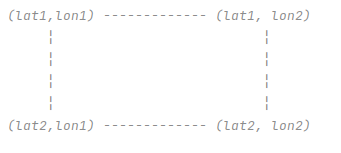 (lat1,lon1) ------------- (lat1, lon2)
|                         |
|                         |
|                         |
|                         |
(lat2,lon1) ------------- (lat2, lon2)